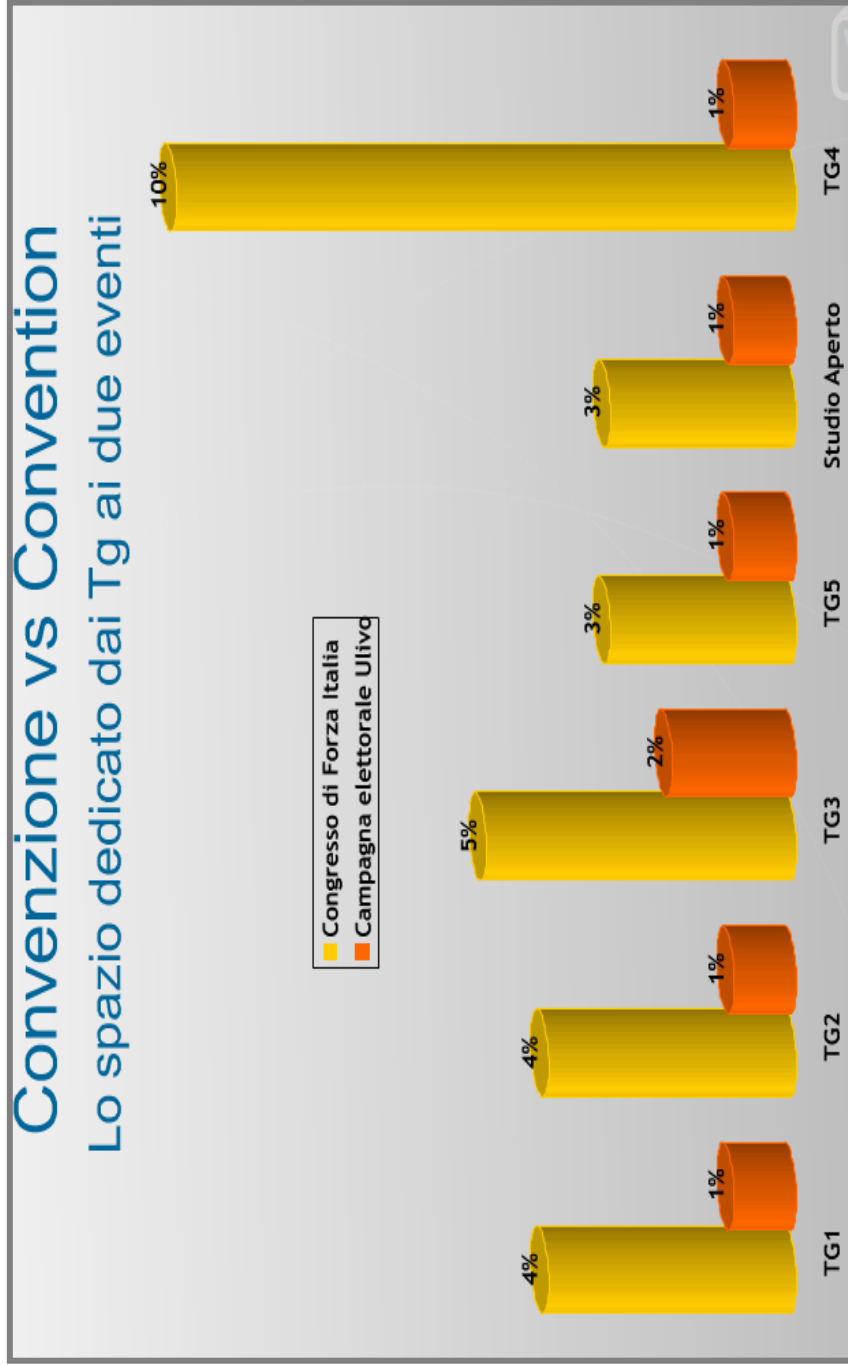 Convenzione vs Convention
Lo spazio dedicato dai Tg ai due eventi
Congresso di Forza Italia
Campagna elettorale Ulivo
4%
1%
4%
1%
5%
2%
3%
1%
3%
1%
10%
1%
TG1
TG2
TG3
TG5
Studio Aperto
TG4